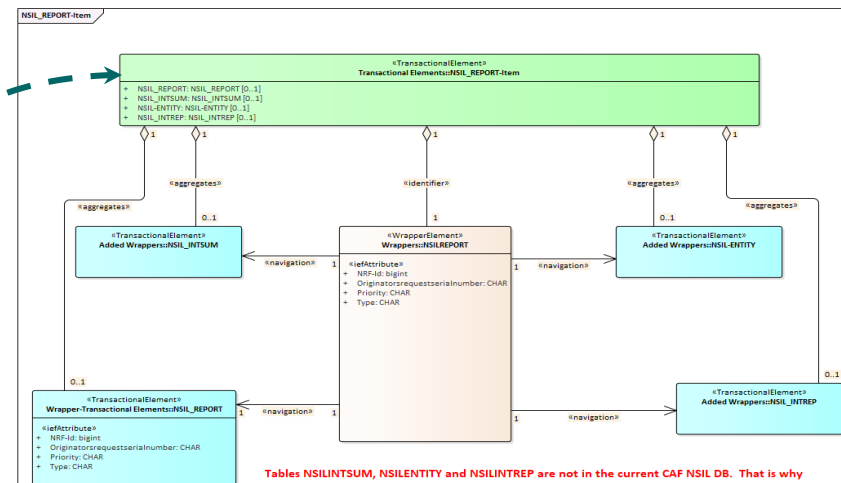 NSIL_REPORT-Item
«TransactionalElement»
Transactional Elements::NSIL_REPORT-Item
+ NSIL_REPORT: NSIL_REPORT [0..1]
+ NSIL_INTSUM: NSIL_INTSUM [0..1]
+ NSIL-ENTITY: NSIL-ENTITY [0..1]
+ NSIL_INTREP: NSIL_INTREP [0..1]
1 1 1 1 1
«aggregates» «identifier» «aggregates»
«aggregates» «aggregates»
0..1 1 0..1
«TransactionalElement»
Added Wrappers::NSIL_INTSUM
«WrapperElement»
Wrappers::NSILREPORT
«iefAttribute»
+ NRF-Id: bigint
+ Originatorsrequestserialnumber: CHAR
+ Priority: CHAR
+ Type: CHAR
«TransactionalElement»
Added Wrappers::NSIL-ENTITY
«navigation» 1
1 «navigation»
0..1
0..1
«TransactionalElement»
Wrapper-Transactional Elements::NSIL_REPORT
«iefAttribute»
+ NRF-Id: bigint
+ Originatorsrequestserialnumber: CHAR
+ Priority: CHAR
+ Type: CHAR
1 «navigation» 1
1 «navigation» 1
«TransactionalElement»
Added Wrappers::NSIL_INTREP
Tables NSILINTSUM, NSILENTITY and NSILINTREP are not in the current CAF NSIL DB. That is why